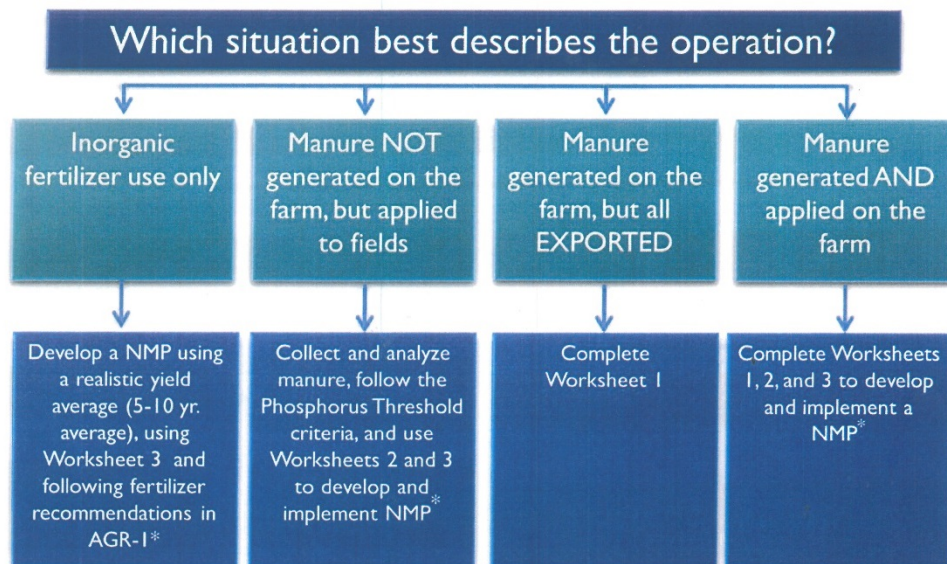 Which situation best describes the operation?
Inorganic
fertilizer use only
Manure NOT
generated on the
farm, but applied
to fields
Manure
generated on the
farm, but all
EXPORTED
Manure
generated AND
applied on the
farm
Develop a NMP using
a realistic yield
average (5-10 yr.
average), using
Worksheet 3 and
following fertilizer
recommendations in
AGR-1*
Collect and analyze
manure, follow the
Phosphorus Threshold
criteria, and use
Worksheets 2 and 3
to develop and
implement NMP*
Complete
Worksheet 1
Complete Worksheets
1, 2, and 3 to develop
and implement a
NMP*